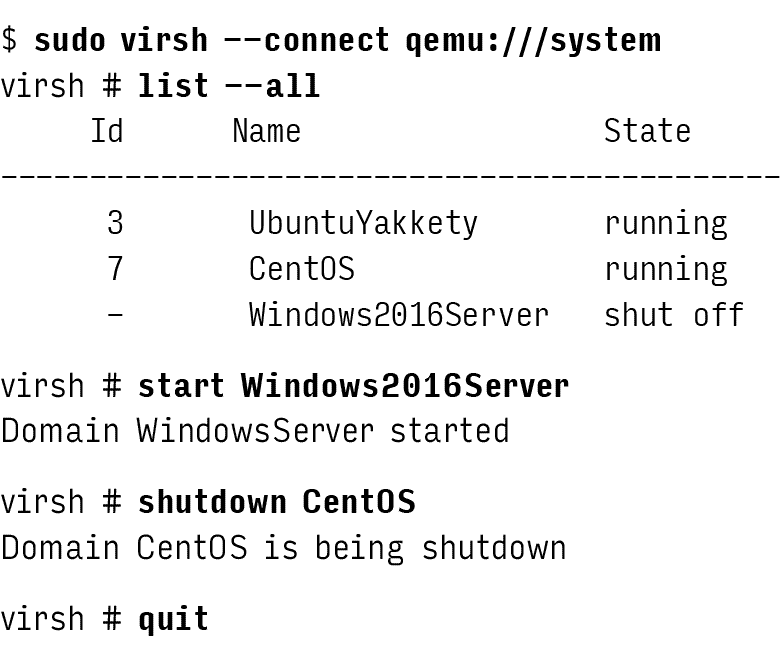 $ sudo virsh --connect qemu:///system
virsh # list --all
Id Name State
--------------------------------------------
3 UbuntuYakkety running
7 CentOS running
- Windows2016Server shut off
virsh # start Windows2016Server
Domain WindowsServer started
virsh # shutdown CentOS
Domain CentOS is being shutdown
virsh # quit